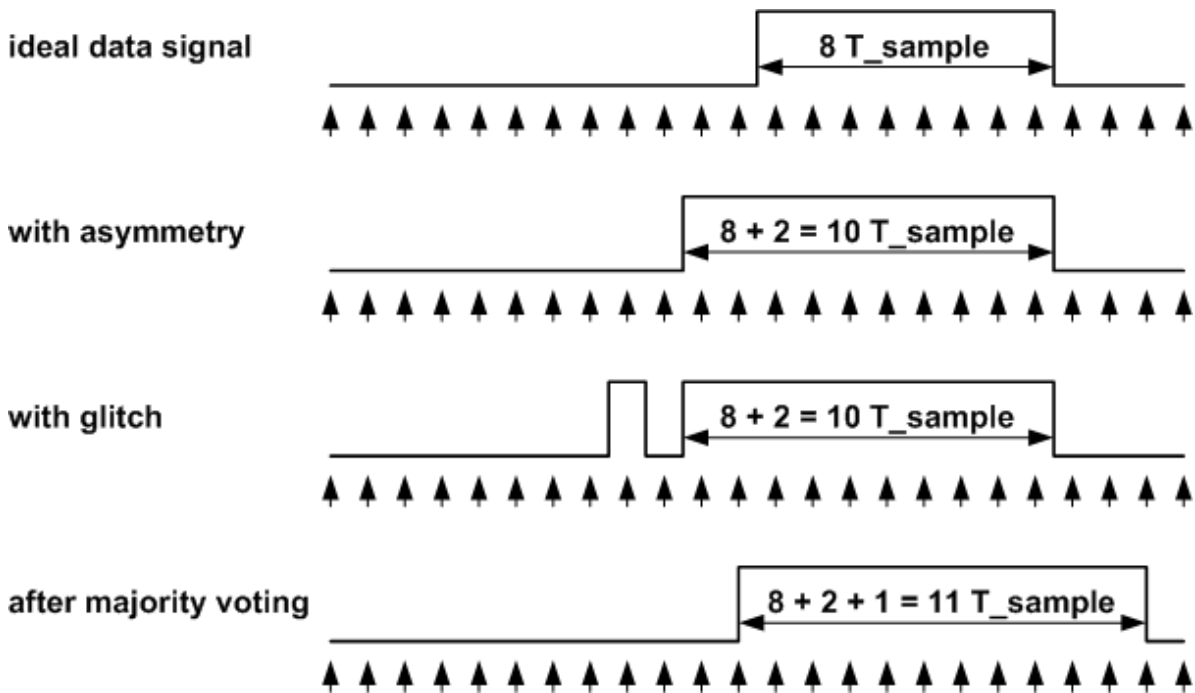 ideal data signal
8 T_sample
with asymmetry
8 + 2 = 10 T_sample
with glitch
8 + 2 = 10 T_sample
after majority voting
8 + 2 + 1 = 11 T_sample